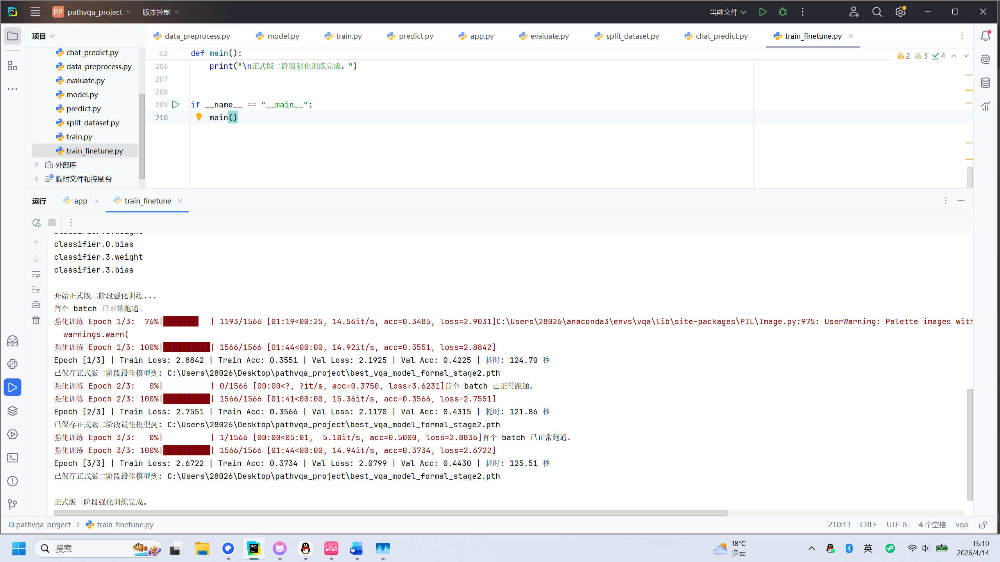 PP pathvqa_project 版本控制 当前文件
项目
data_preprocess.py model.py train.py predict.py app.py evaluate.py split_dataset.py chat_predict.py train_finetune.py
chat_predict.py
data_preprocess.py
evaluate.py
model.py
predict.py
split_dataset.py
train.py
train_finetune.py
外部库
临时文件和控制台
62 def main():
2 3 4
206 print("\n正式版二阶段强化训练完成。")
207
208
209 if __name__ == "__main__":
210 main()
运行 app train_finetune
classifier.0.bias
classifier.3.weight
classifier.3.bias
开始正式版二阶段强化训练...
首个 batch 已正常跑通。
强化训练 Epoch 1/3:  76%|████████   | 1193/1566 [01:19<00:25, 14.56it/s, acc=0.3485, loss=2.9031]C:\Users\28026\anaconda3\envs\vqa\lib\site-packages\PIL\Image.py:975: UserWarning: Palette images with
warnings.warn(
强化训练 Epoch 1/3: 100%|██████████| 1566/1566 [01:44<00:00, 14.92it/s, acc=0.3551, loss=2.8842]
Epoch [1/3] | Train Loss: 2.8842 | Train Acc: 0.3551 | Val Loss: 2.1925 | Val Acc: 0.4225 | 耗时: 124.70 秒
已保存正式版二阶段最佳模型到: C:\Users\28026\Desktop\pathvqa_project\best_vqa_model_formal_stage2.pth
强化训练 Epoch 2/3:   0%|          | 0/1566 [00:00<?, ?it/s, acc=0.3750, loss=3.6231]首个 batch 已正常跑通。
强化训练 Epoch 2/3: 100%|██████████| 1566/1566 [01:41<00:00, 15.36it/s, acc=0.3566, loss=2.7551]
Epoch [2/3] | Train Loss: 2.7551 | Train Acc: 0.3566 | Val Loss: 2.1170 | Val Acc: 0.4315 | 耗时: 121.86 秒
已保存正式版二阶段最佳模型到: C:\Users\28026\Desktop\pathvqa_project\best_vqa_model_formal_stage2.pth
强化训练 Epoch 3/3:   0%|          | 1/1566 [00:00<05:01,  5.18it/s, acc=0.5000, loss=2.8836]首个 batch 已正常跑通。
强化训练 Epoch 3/3: 100%|██████████| 1566/1566 [01:44<00:00, 14.94it/s, acc=0.3734, loss=2.6722]
Epoch [3/3] | Train Loss: 2.6722 | Train Acc: 0.3734 | Val Loss: 2.0799 | Val Acc: 0.4430 | 耗时: 125.51 秒
已保存正式版二阶段最佳模型到: C:\Users\28026\Desktop\pathvqa_project\best_vqa_model_formal_stage2.pth
正式版二阶段强化训练完成。
pathvqa_project train_finetune.py 210:11 CRLF UTF-8 4 个空格 vqa
搜索
18°C
多云
英
16:10
2026/4/14